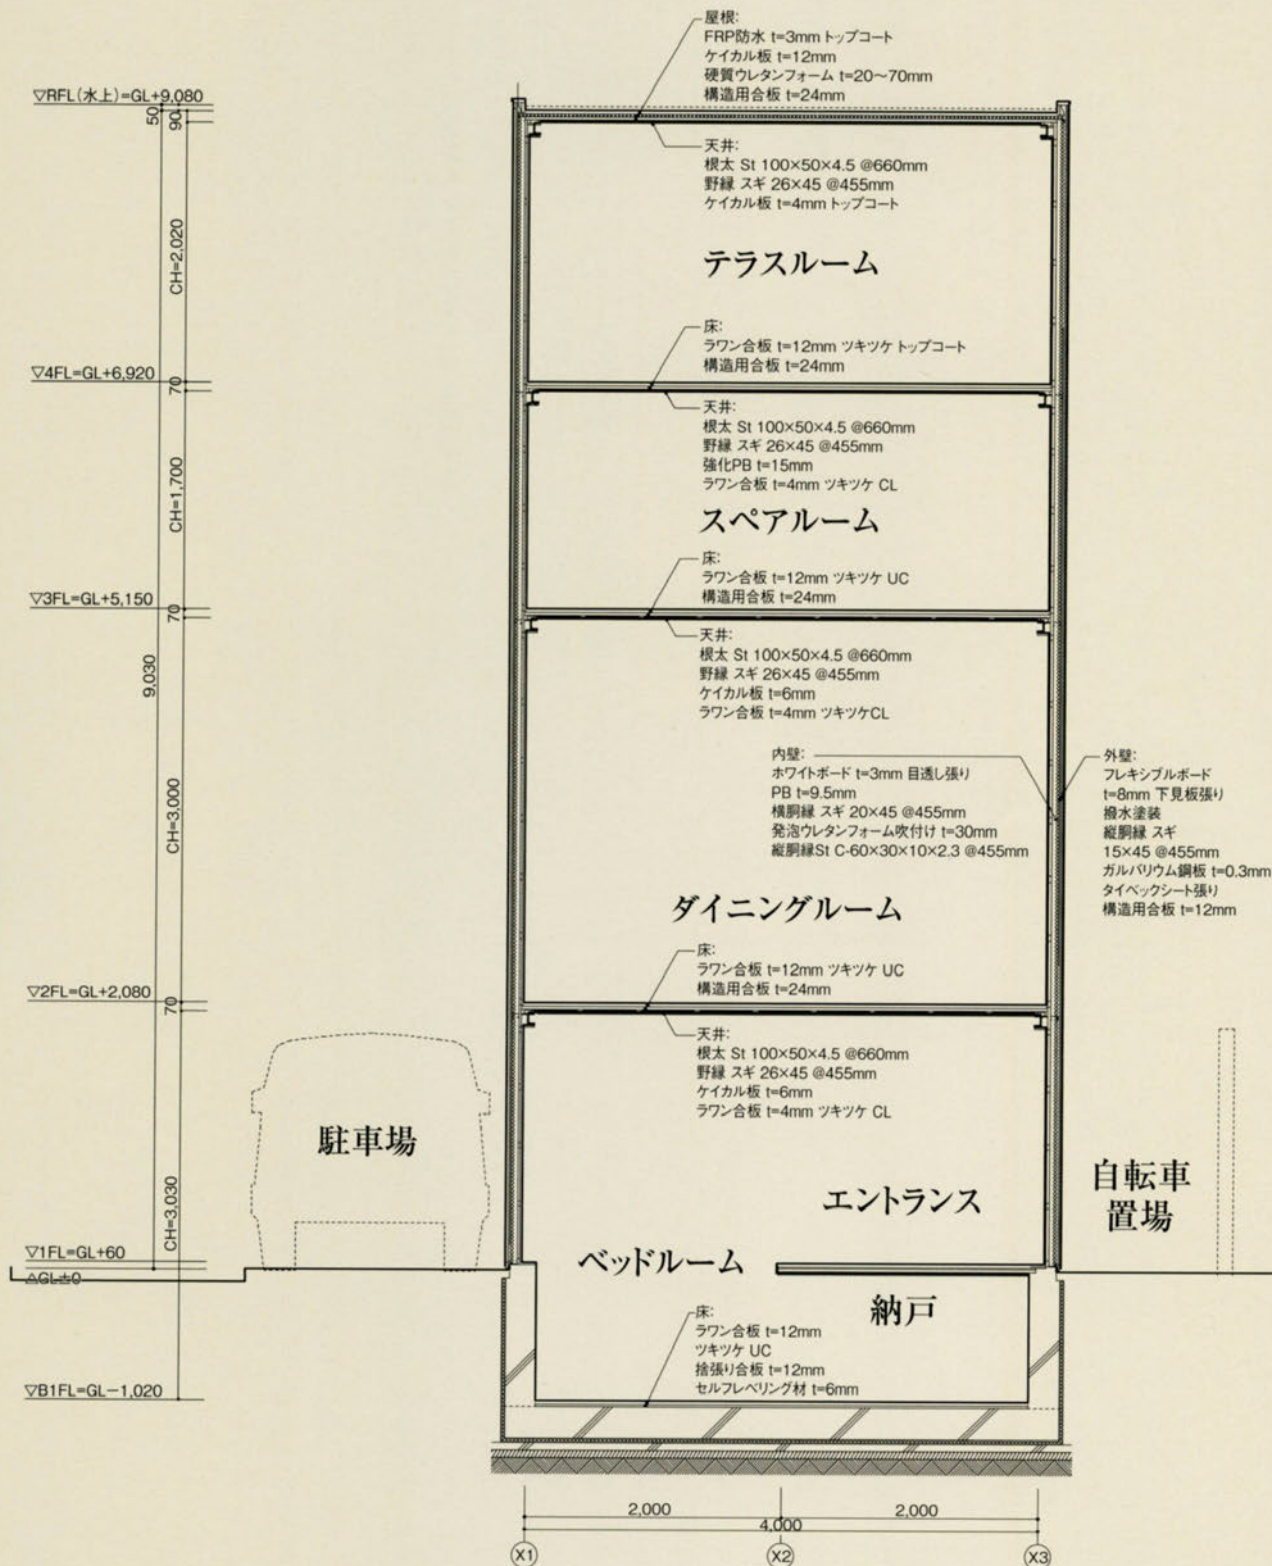 屋根:
FRP防水 t=3mm トップコート
ケイカル板 t=12mm
硬質ウレタンフォーム t=20〜70mm
構造用合板 t=24mm
▽RFL(水上)=GL+9,080
50
90
天井:
根太 St 100×50×4.5 @660mm
野縁 スギ 26×45 @455mm
ケイカル板 t=4mm トップコート
CH=2,020
テラスルーム
床:
ラワン合板 t=12mm ツキツケ トップコート
構造用合板 t=24mm
▽4FL=GL+6,920
70
天井:
根太 St 100×50×4.5 @660mm
野縁 スギ 26×45 @455mm
強化PB t=15mm
ラワン合板 t=4mm ツキツケ CL
CH=1,700
スペアルーム
床:
ラワン合板 t=12mm ツキツケ UC
構造用合板 t=24mm
▽3FL=GL+5,150
70
天井:
根太 St 100×50×4.5 @660mm
野縁 スギ 26×45 @455mm
ケイカル板 t=6mm
ラワン合板 t=4mm ツキツケCL
9,030
CH=3,000
内壁:
ホワイトボード t=3mm 目透し張り
PB t=9.5mm
横胴縁 スギ 20×45 @455mm
発泡ウレタンフォーム吹付け t=30mm
縦胴縁St C-60×30×10×2.3 @455mm
外壁:
フレキシブルボード
t=8mm 下見板張り
撥水塗装
縦胴縁 スギ
15×45 @455mm
ガルバリウム鋼板 t=0.3mm
タイベックシート張り
構造用合板 t=12mm
ダイニングルーム
床:
ラワン合板 t=12mm ツキツケ UC
構造用合板 t=24mm
▽2FL=GL+2,080
70
天井:
根太 St 100×50×4.5 @660mm
野縁 スギ 26×45 @455mm
ケイカル板 t=6mm
ラワン合板 t=4mm ツキツケ CL
駐車場
CH=3,030
エントランス
自転車
置場
▽1FL=GL+60
△GL±0
ベッドルーム
納戸
床:
ラワン合板 t=12mm
ツキツケ UC
捨張り合板 t=12mm
セルフレベリング材 t=6mm
▽B1FL=GL−1,020
2,000
2,000
4,000
X1
X2
X3